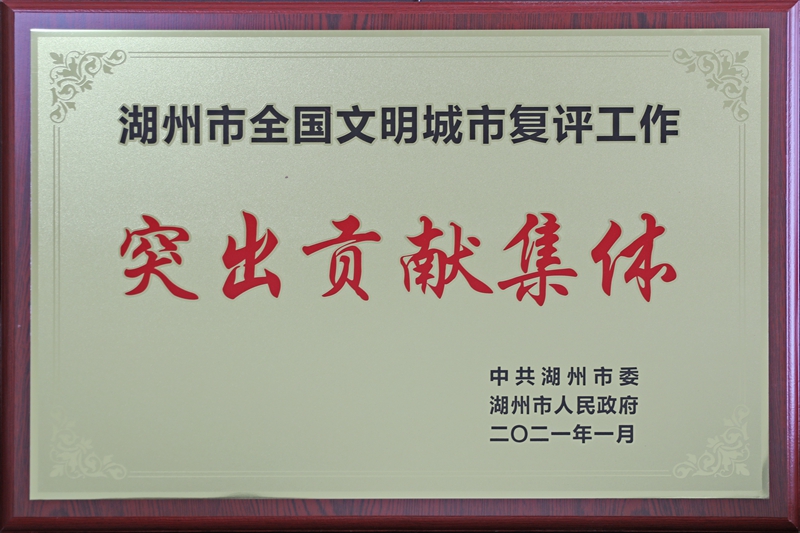 湖州市全国文明城市复评工作
突出贡献集体
中共湖州市委
湖州市人民政府
二〇二一年一月